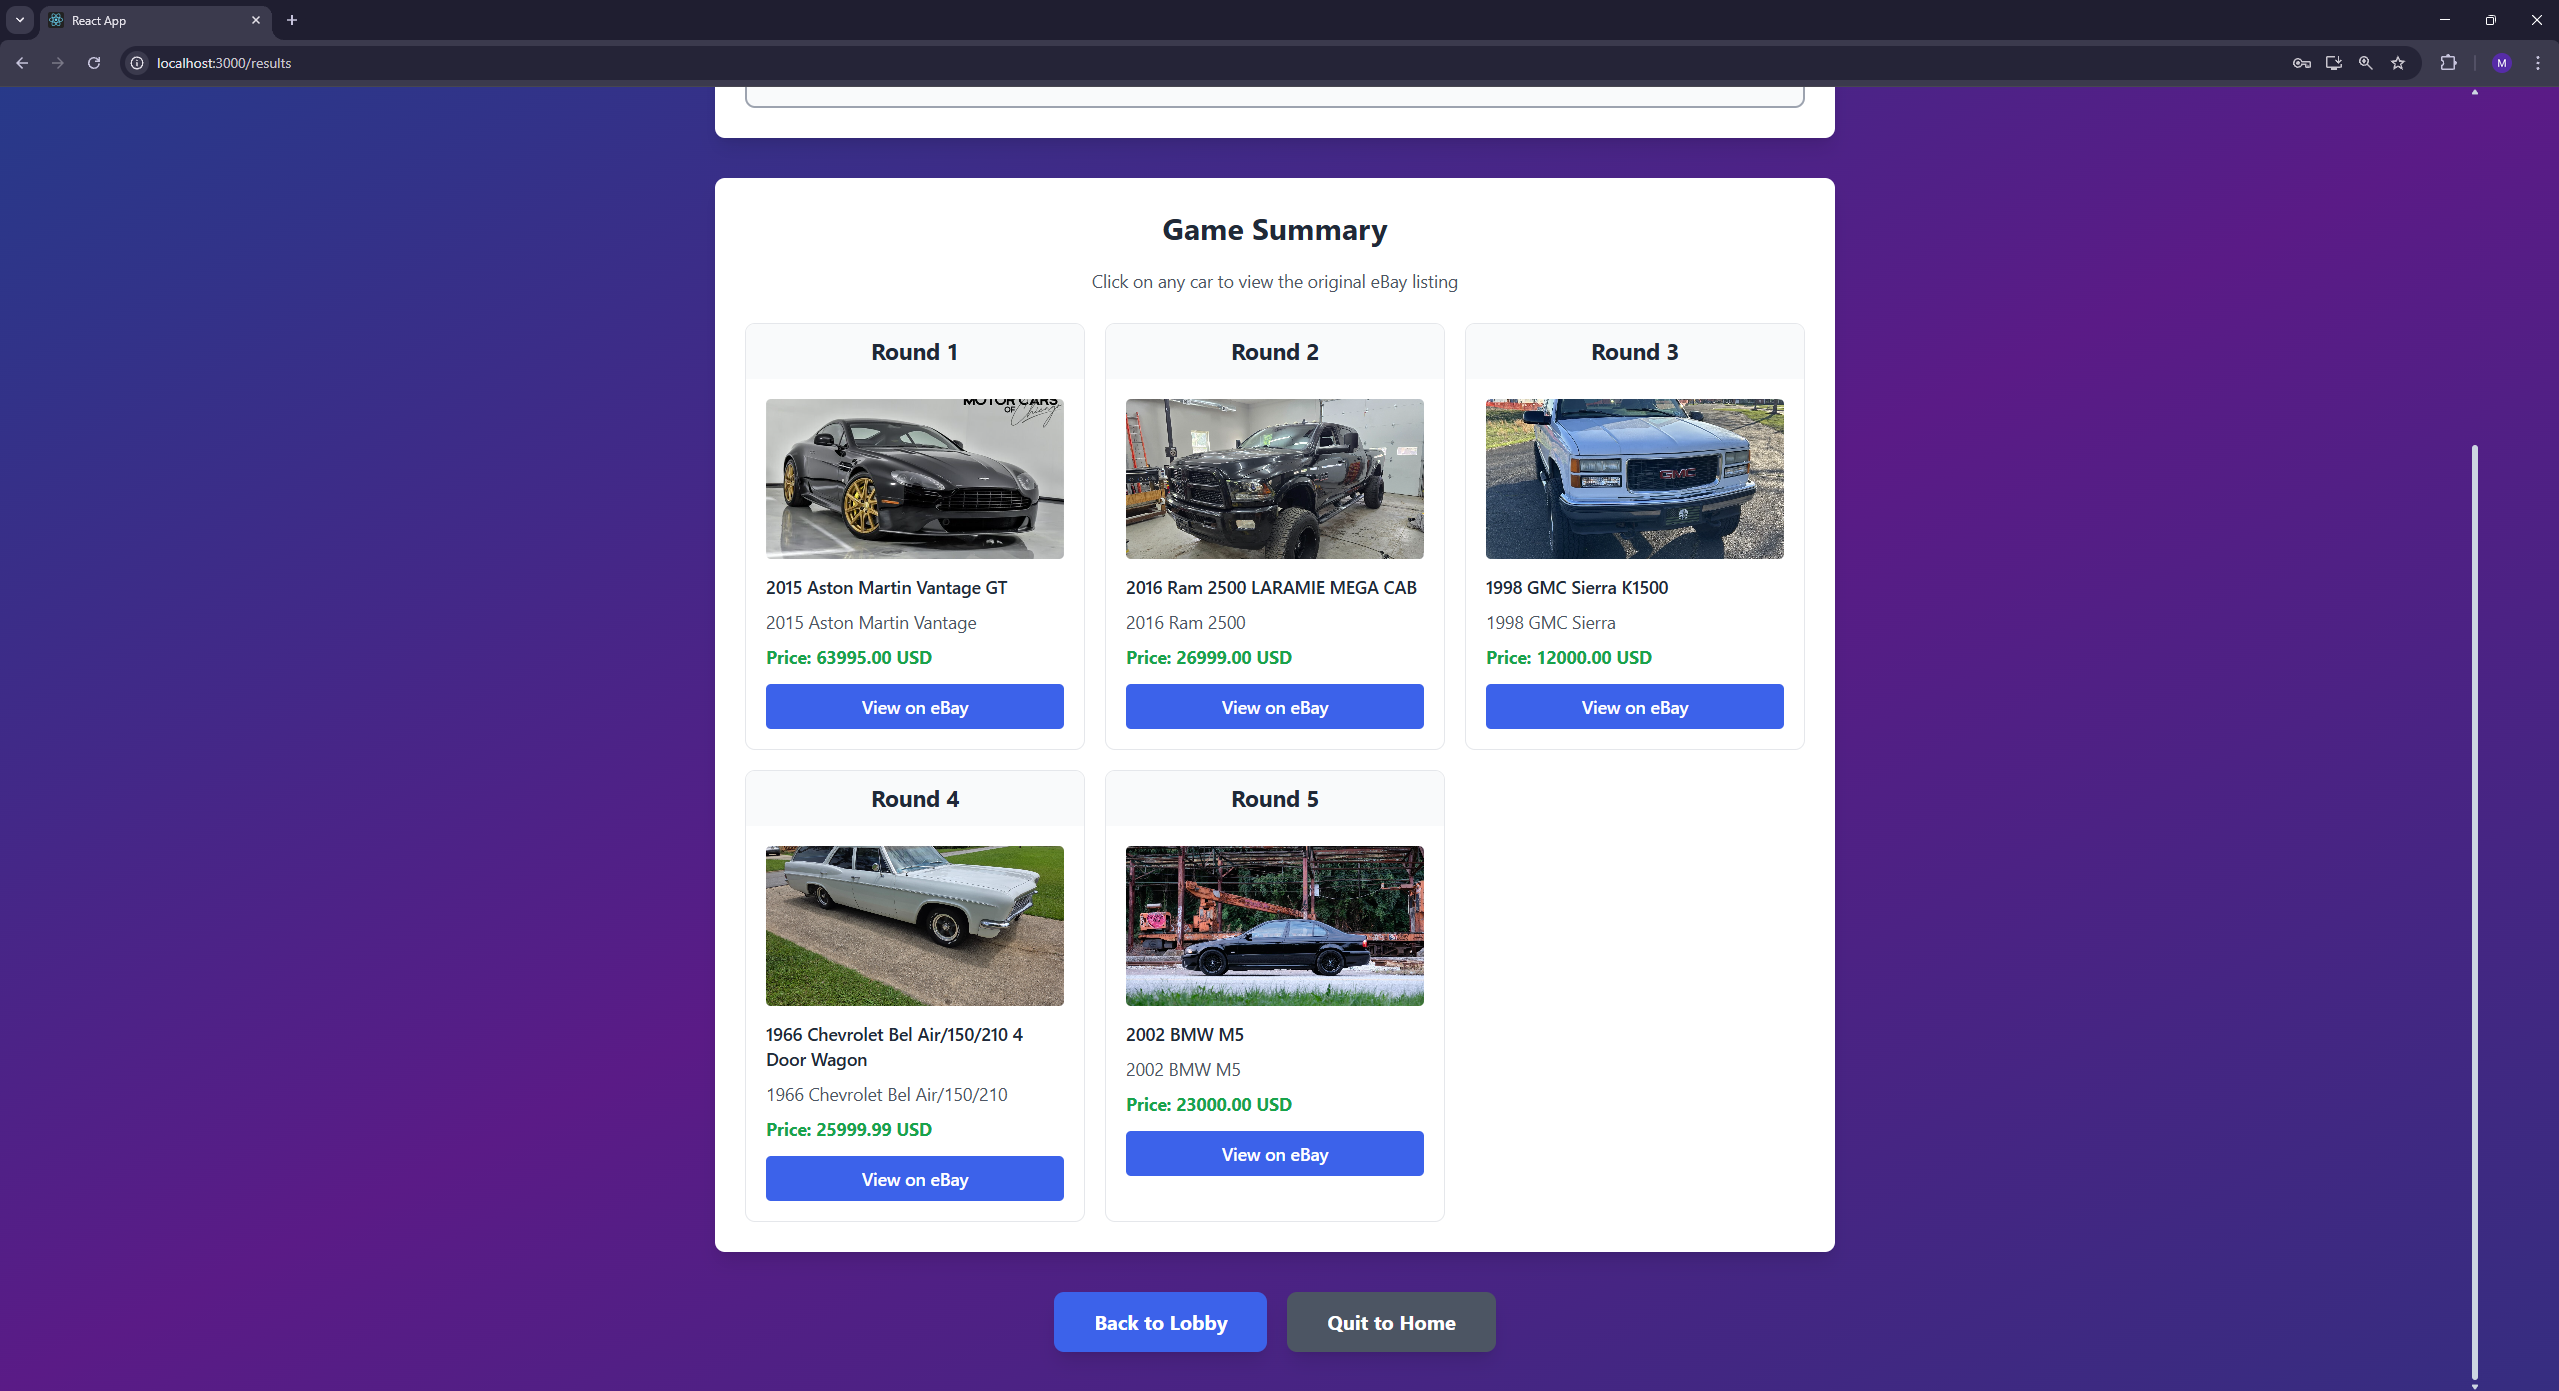 React App
localhost:3000/results
M
Game Summary
Click on any car to view the original eBay listing
Round 1
MOTOR CARS
OF Chicago
2015 Aston Martin Vantage GT
2015 Aston Martin Vantage
Price: 63995.00 USD
View on eBay
Round 2
2016 Ram 2500 LARAMIE MEGA CAB
2016 Ram 2500
Price: 26999.00 USD
View on eBay
Round 3
GMC
1998 GMC Sierra K1500
1998 GMC Sierra
Price: 12000.00 USD
View on eBay
Round 4
1966 Chevrolet Bel Air/150/210 4
Door Wagon
1966 Chevrolet Bel Air/150/210
Price: 25999.99 USD
View on eBay
Round 5
2002 BMW M5
2002 BMW M5
Price: 23000.00 USD
View on eBay
Back to Lobby
Quit to Home